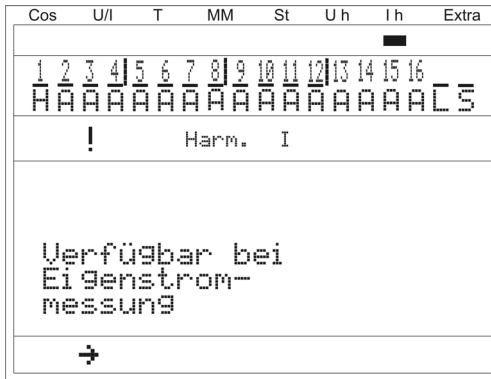 Cos U/I T MM St U h I h Extra
1 2 3 4 5 6 7 8 9 10 11 12 13 14 15 16
A A A A A A A A A A A A A A A A L S
! Harm. I
Verfügbar bei
Eigenstrom-
messung
→